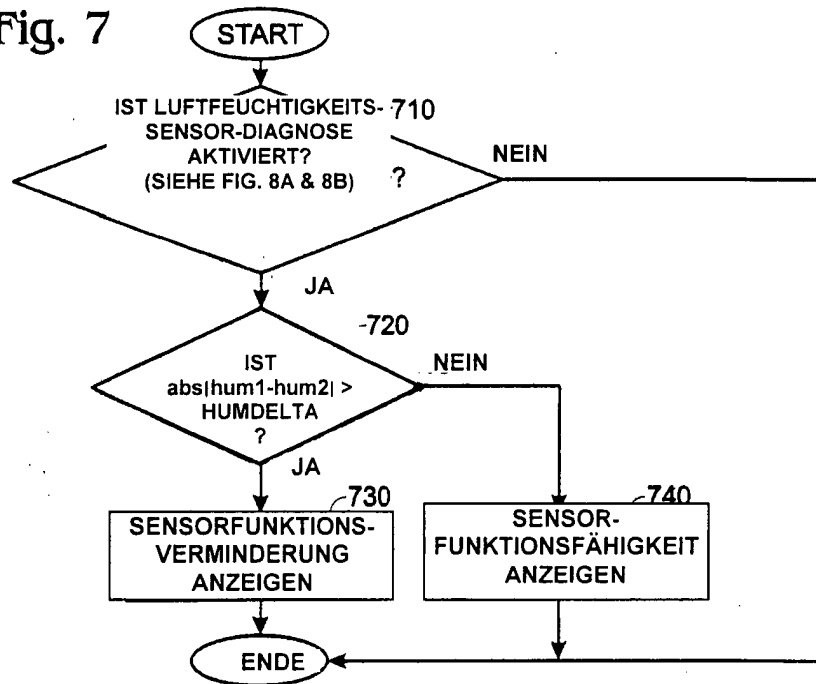 Fig. 7
START
IST LUFTFEUCHTIGKEITS-
SENSOR-DIAGNOSE
AKTIVIERT?
(SIEHE FIG. 8A & 8B)
?
710
NEIN
JA
720
IST
abs|hum1-hum2| >
HUMDELTA
?
NEIN
JA
730
SENSORFUNKTIONS-
VERMINDERUNG
ANZEIGEN
740
SENSOR-
FUNKTIONSFÄHIGKEIT
ANZEIGEN
ENDE